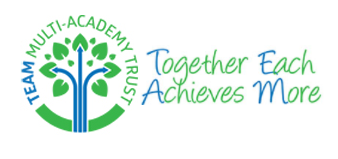 TEAM MULTI-ACADEMY TRUST
Together Each
Achieves More